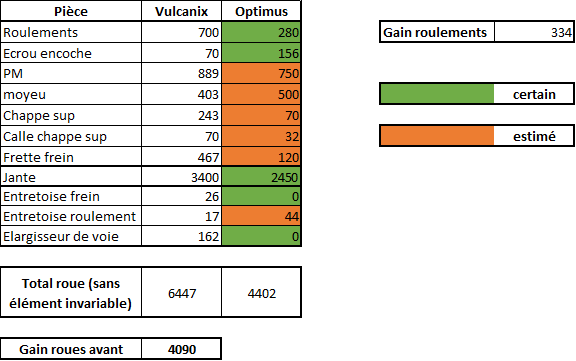 Pièce Vulcanix Optimus
Roulements 700 280 Gain roulements 334
Ecrou encoche 70 156
PM 889 750
moyeu 403 500 certain
Chappe sup 243 70
Calle chappe sup 70 32 estimé
Frette frein 467 120
Jante 3400 2450
Entretoise frein 26 0
Entretoise roulement 17 44
Elargisseur de voie 162 0
Total roue (sans
élément invariable) 6447 4402
Gain roues avant 4090